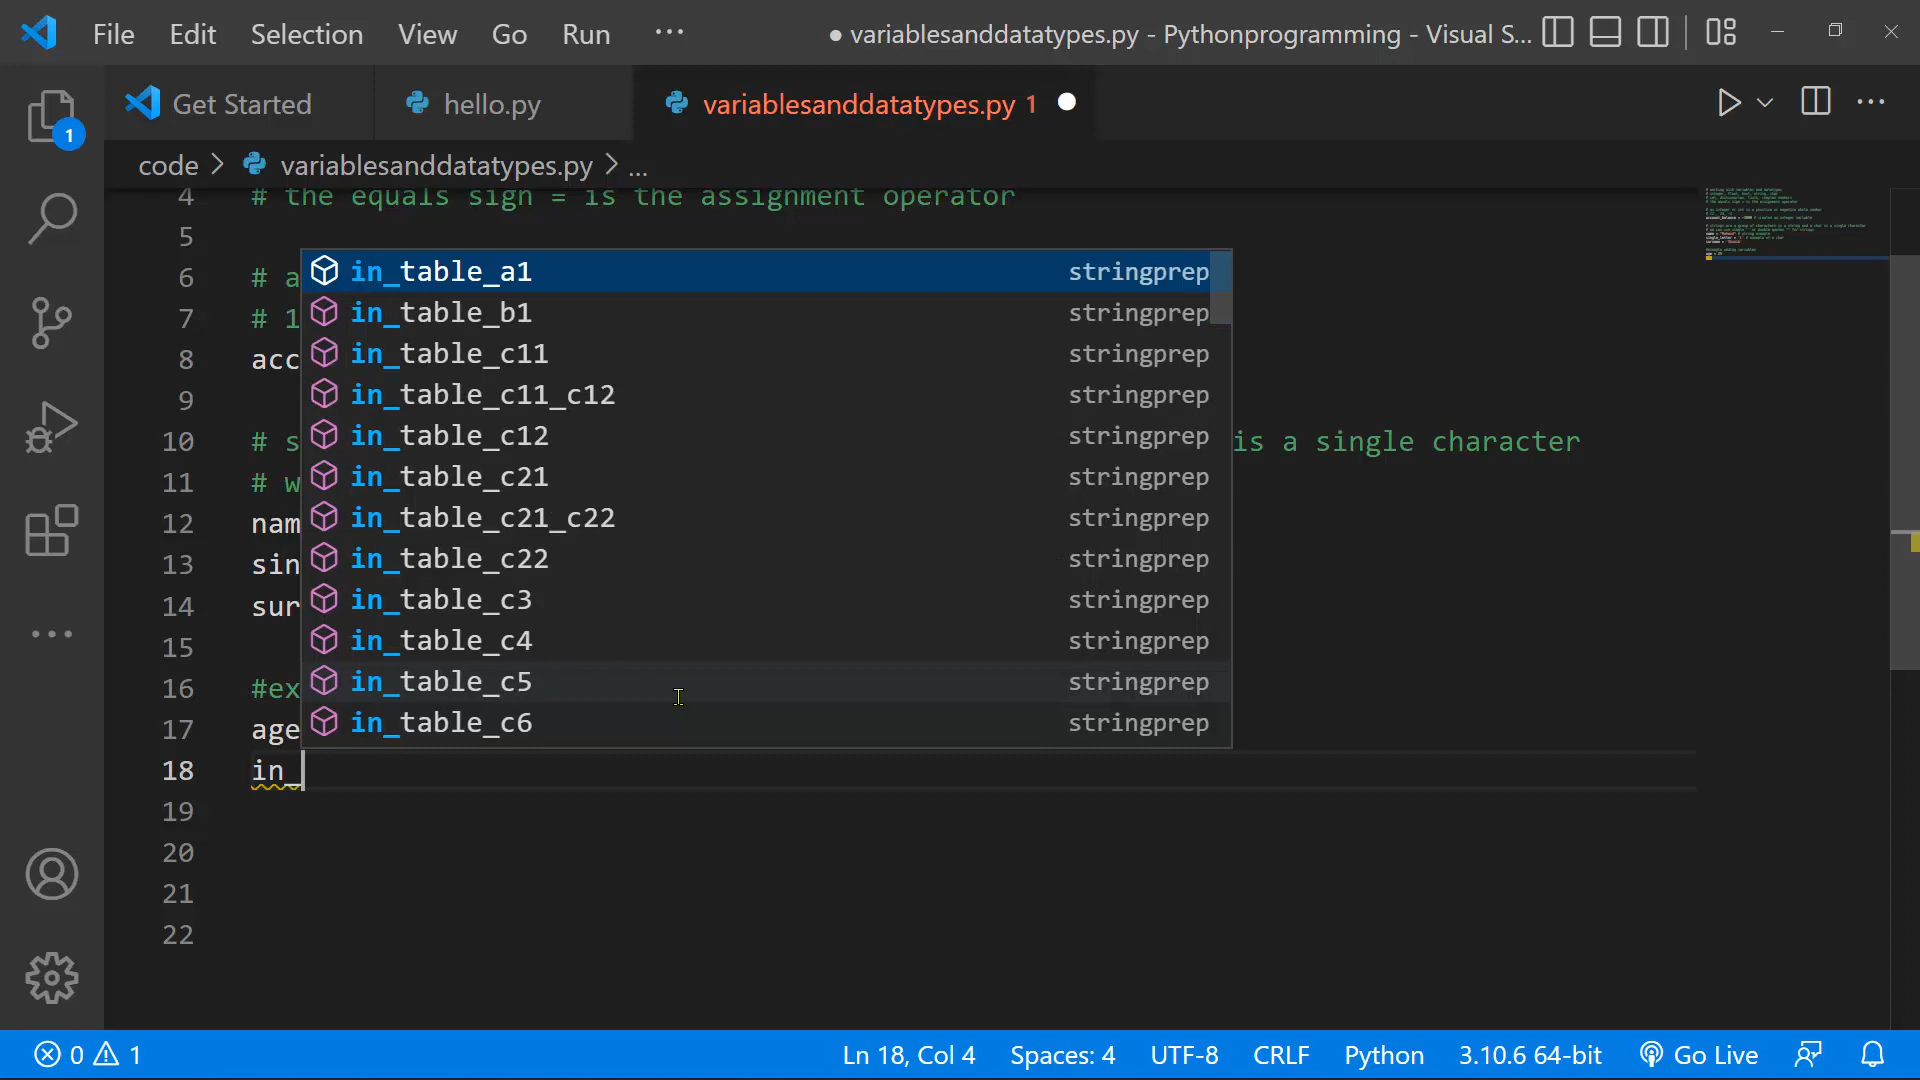 File Edit Selection View Go Run ···
● variablesanddatatypes.py - Pythonprogramming - Visual S...
Get Started
hello.py
variablesanddatatypes.py 1
1
code > variablesanddatatypes.py > ...
4 # the equals sign = is the assignment operator
5
6 # a
7 # 1
8 acc
9
10 # s is a single character
11 # w
12 nam
13 sin
14 sur
15
16 #ex
17 age
18 in_
19
20
21
22
in_table_a1 stringprep
in_table_b1 stringprep
in_table_c11 stringprep
in_table_c11_c12 stringprep
in_table_c12 stringprep
in_table_c21 stringprep
in_table_c21_c22 stringprep
in_table_c22 stringprep
in_table_c3 stringprep
in_table_c4 stringprep
in_table_c5 stringprep
in_table_c6 stringprep
0 1 Ln 18, Col 4 Spaces: 4 UTF-8 CRLF Python 3.10.6 64-bit Go Live